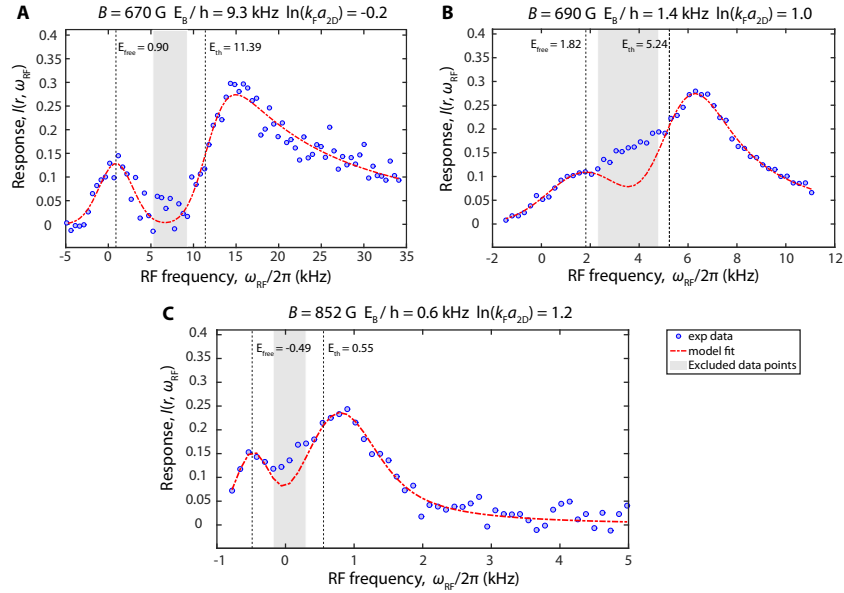 A
B = 670 G E_B / h = 9.3 kHz ln(k_F a_2D) = -0.2
E_free = 0.90
E_th = 11.39
0.4
0.35
0.3
0.25
0.2
0.15
0.1
0.05
0
Response, I(r, ω_RF)
-5 0 5 10 15 20 25 30 35
RF frequency, ω_RF/2π (kHz)
B
B = 690 G E_B / h = 1.4 kHz ln(k_F a_2D) = 1.0
E_free = 1.82
E_th = 5.24
0.4
0.35
0.3
0.25
0.2
0.15
0.1
0.05
0
Response, I(r, ω_RF)
-2 0 2 4 6 8 10 12
RF frequency, ω_RF/2π (kHz)
C
B = 852 G E_B / h = 0.6 kHz ln(k_F a_2D) = 1.2
E_free = -0.49
E_th = 0.55
0.4
0.35
0.3
0.25
0.2
0.15
0.1
0.05
0
Response, I(r, ω_RF)
-1 0 1 2 3 4 5
RF frequency, ω_RF/2π (kHz)
exp data
model fit
Excluded data points